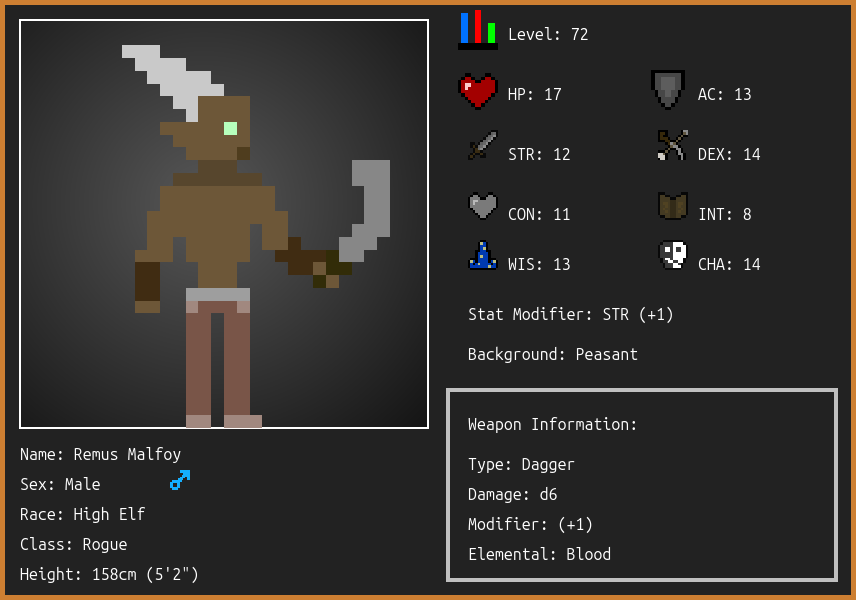 Level: 72
HP: 17
AC: 13
STR: 12
DEX: 14
CON: 11
INT: 8
WIS: 13
CHA: 14
Stat Modifier: STR (+1)
Background: Peasant
Weapon Information:
Type: Dagger
Damage: d6
Modifier: (+1)
Elemental: Blood
Name: Remus Malfoy
Sex: Male
Race: High Elf
Class: Rogue
Height: 158cm (5'2")